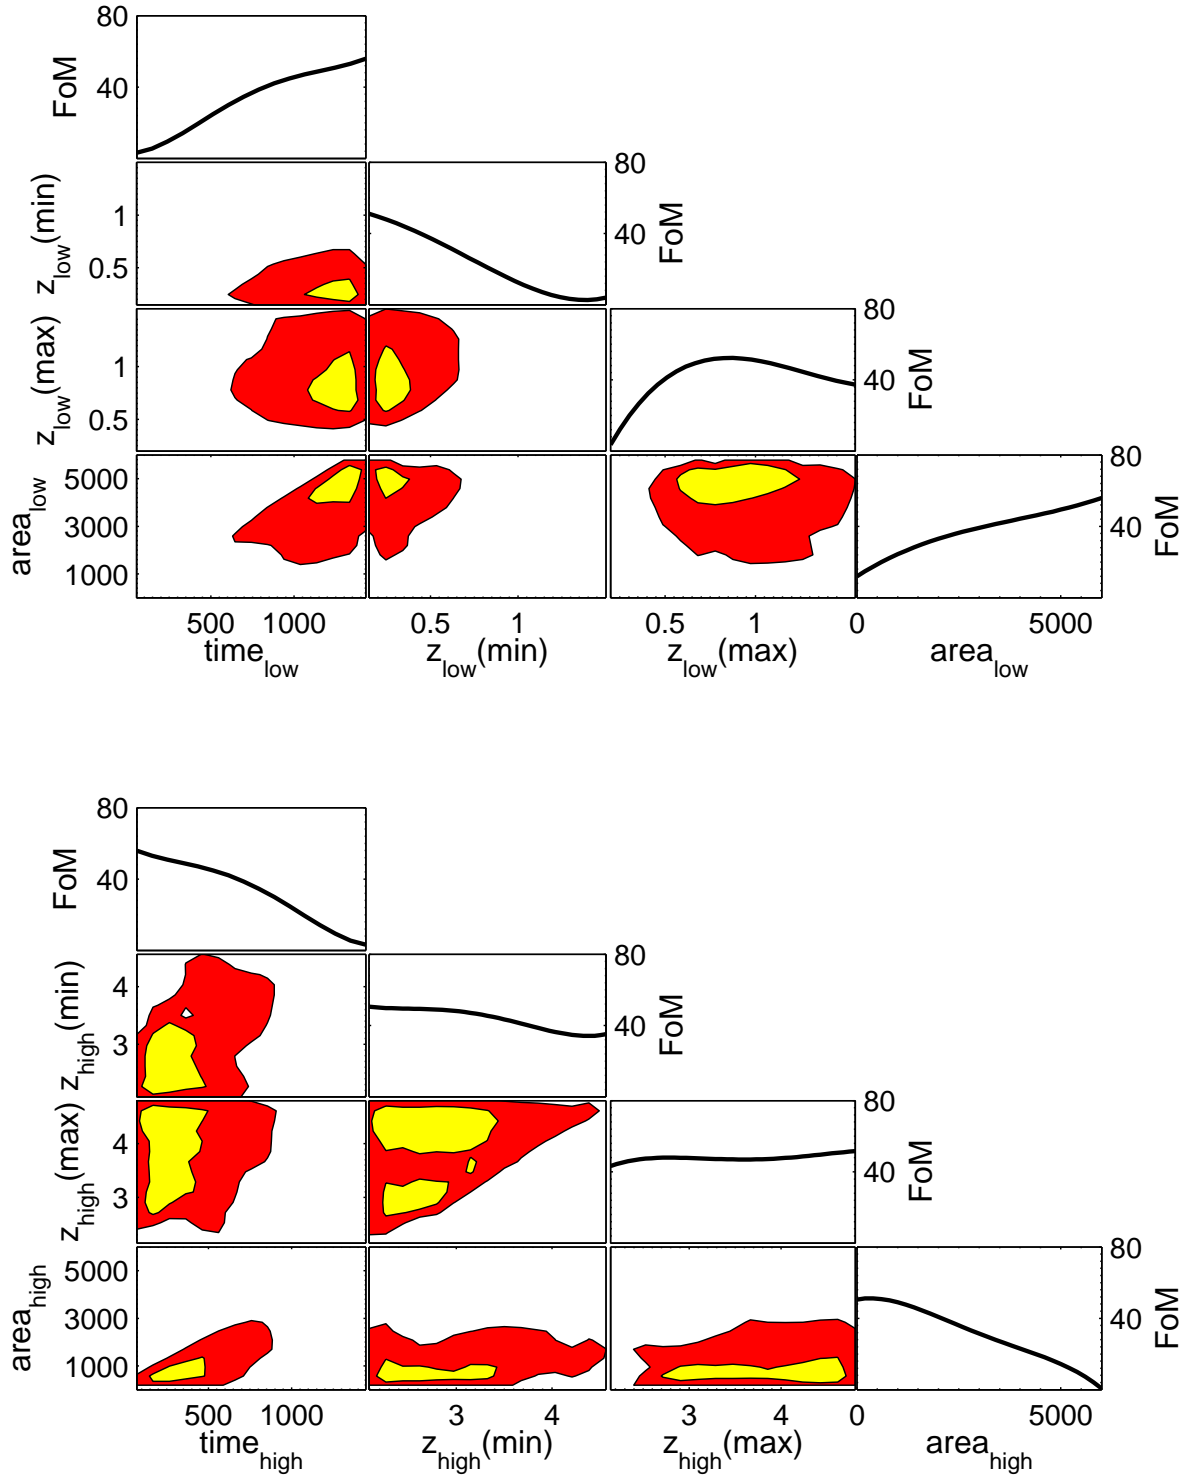 80
FoM
40
80
z_low(min)
1
0.5
40
FoM
80
z_low(max)
1
0.5
40
FoM
80
area_low
5000
3000
1000
40
FoM
500 1000 0.5 1 0.5 1 0 5000
time_low z_low(min) z_low(max) area_low
80
FoM
40
80
z_high(min)
4
3
40
FoM
80
z_high(max)
4
3
40
FoM
80
area_high
5000
3000
1000
40
FoM
500 1000 3 4 3 4 0 5000
time_high z_high(min) z_high(max) area_high